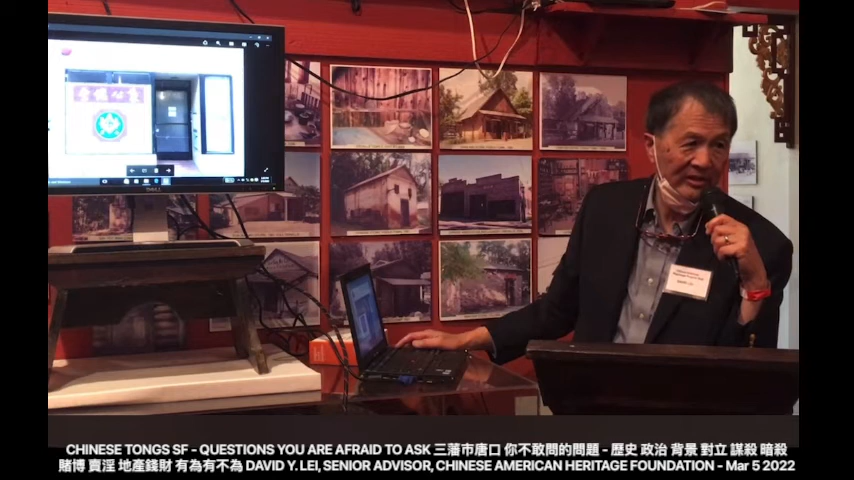 DELL
CHINESE TONGS SF - QUESTIONS YOU ARE AFRAID TO ASK 三藩市唐口 你不敢問的問題 - 歷史 政治 背景 對立 謀殺 暗殺
賭博 賣淫 地產錢財 有為有不為 DAVID Y. LEI, SENIOR ADVISOR, CHINESE AMERICAN HERITAGE FOUNDATION - Mar 5 2022